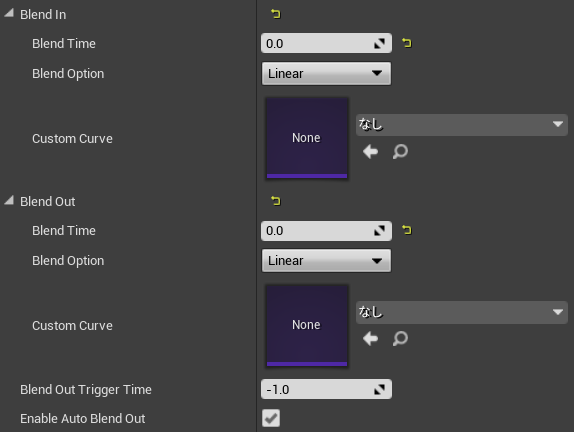 Blend In
Blend Time 0.0
Blend Option Linear
Custom Curve None なし
Blend Out
Blend Time 0.0
Blend Option Linear
Custom Curve None なし
Blend Out Trigger Time -1.0
Enable Auto Blend Out